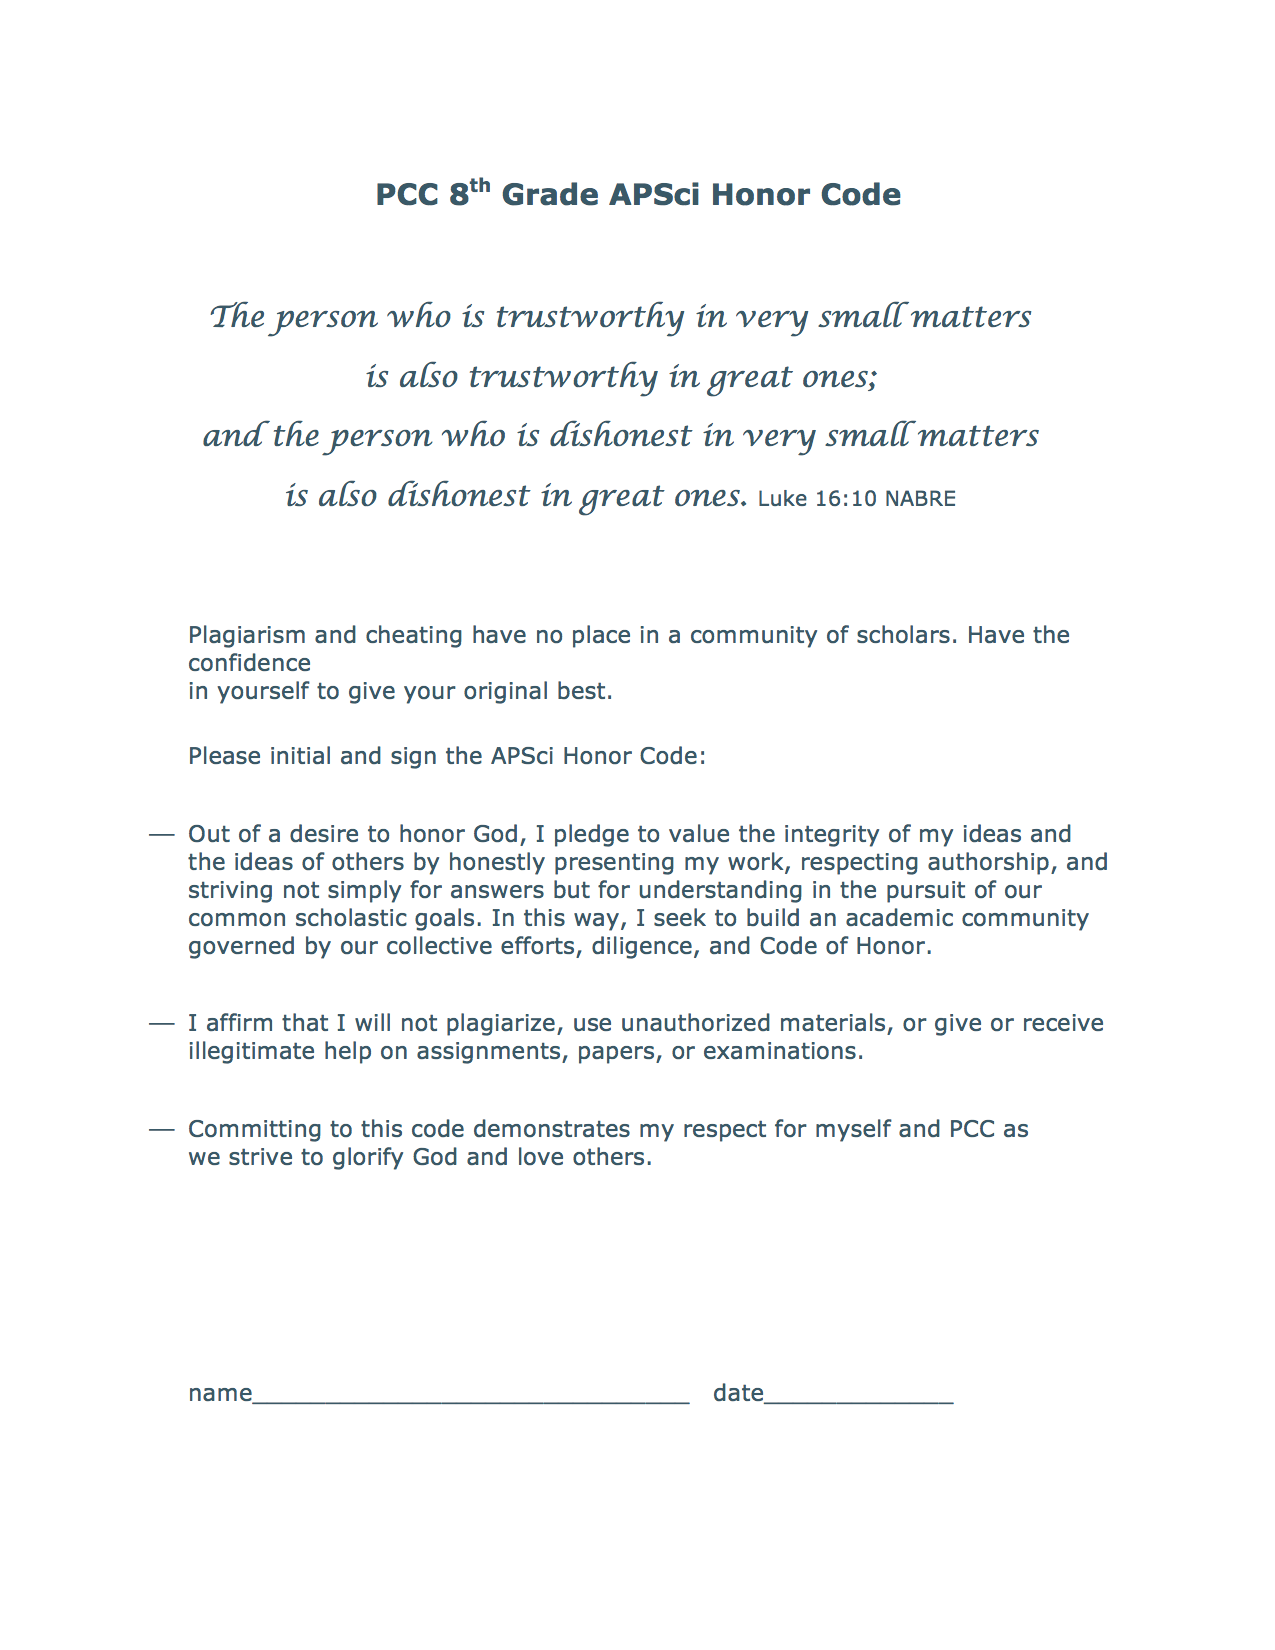 PCC 8th Grade APSci Honor Code
The person who is trustworthy in very small matters
is also trustworthy in great ones;
and the person who is dishonest in very small matters
is also dishonest in great ones. Luke 16:10 NABRE
Plagiarism and cheating have no place in a community of scholars. Have the
confidence
in yourself to give your original best.
Please initial and sign the APSci Honor Code:
__ Out of a desire to honor God, I pledge to value the integrity of my ideas and
the ideas of others by honestly presenting my work, respecting authorship, and
striving not simply for answers but for understanding in the pursuit of our
common scholastic goals. In this way, I seek to build an academic community
governed by our collective efforts, diligence, and Code of Honor.
__ I affirm that I will not plagiarize, use unauthorized materials, or give or receive
illegitimate help on assignments, papers, or examinations.
__ Committing to this code demonstrates my respect for myself and PCC as
we strive to glorify God and love others.
name______________________________ date_____________